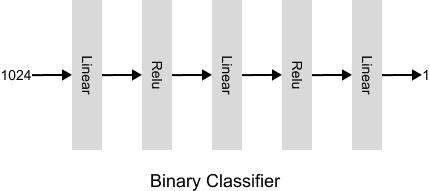 1024
Linear
Relu
Linear
Relu
Linear
1
Binary Classifier